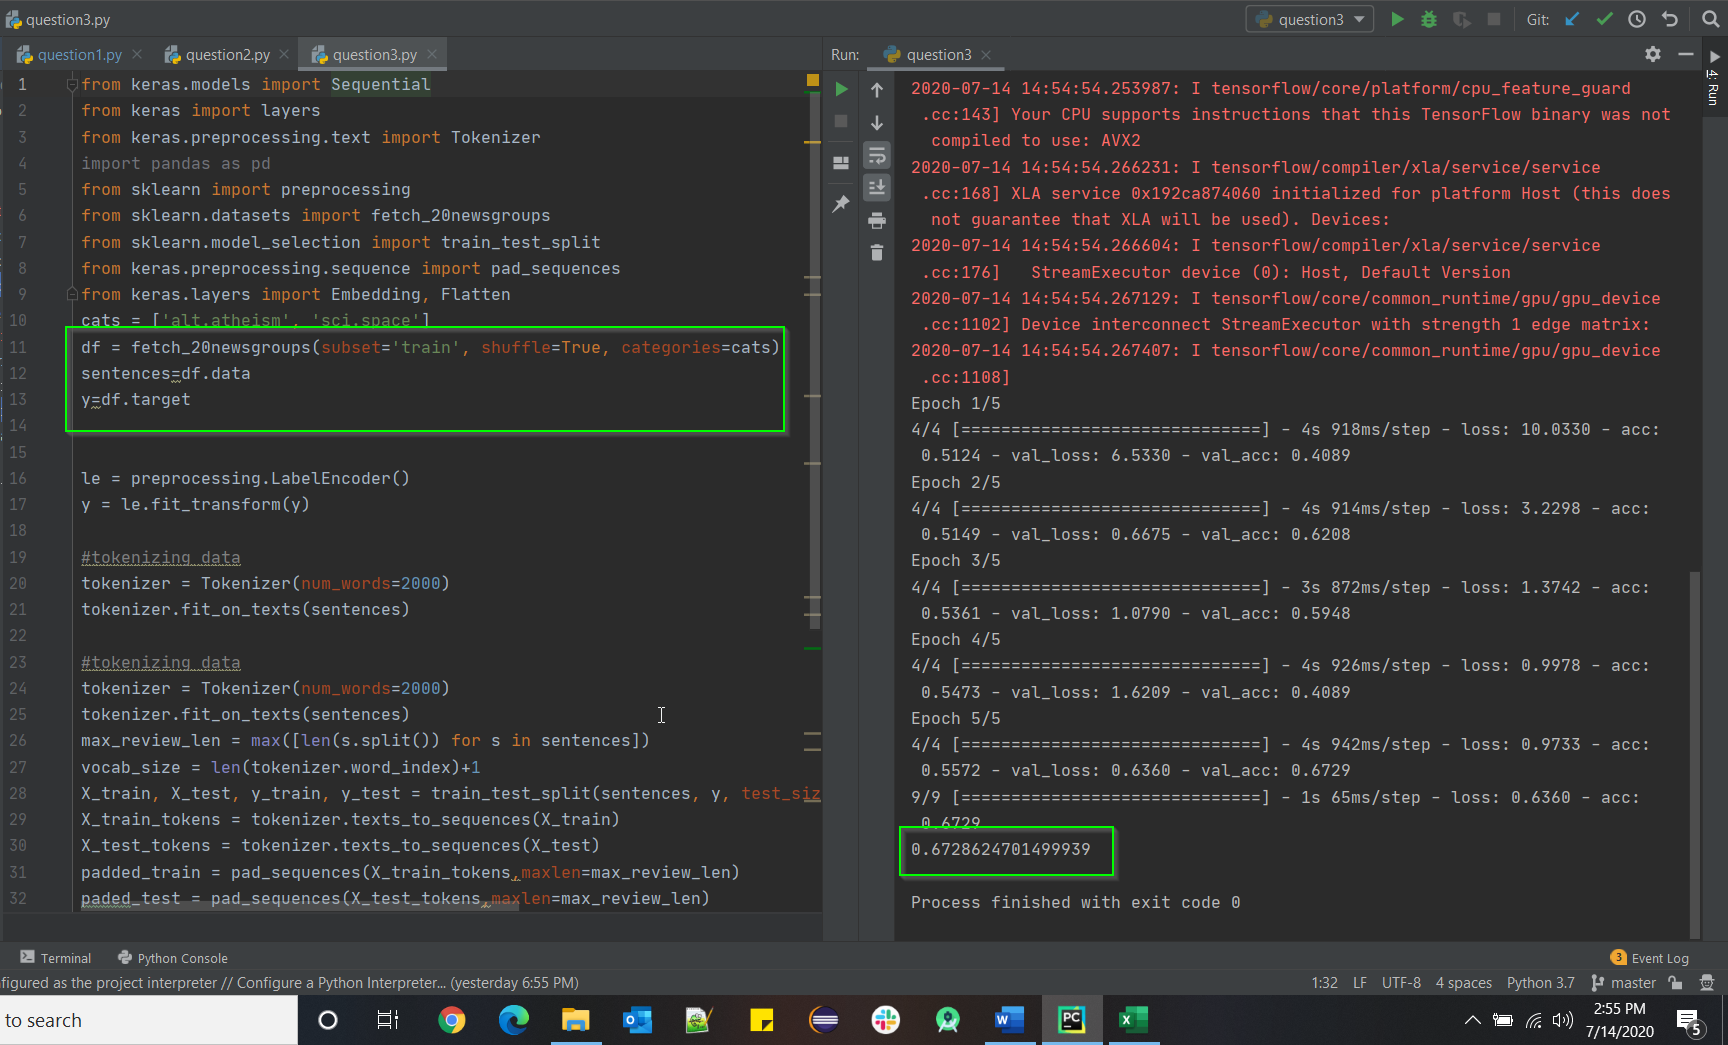 question3.py
question3
Git:
question1.py
question2.py
question3.py
Run:
question3
1 from keras.models import Sequential
2 from keras import layers
3 from keras.preprocessing.text import Tokenizer
4 import pandas as pd
5 from sklearn import preprocessing
6 from sklearn.datasets import fetch_20newsgroups
7 from sklearn.model_selection import train_test_split
8 from keras.preprocessing.sequence import pad_sequences
9 from keras.layers import Embedding, Flatten
10 cats = ['alt.atheism', 'sci.space']
11 df = fetch_20newsgroups(subset='train', shuffle=True, categories=cats)
12 sentences=df.data
13 y=df.target
14
15
16 le = preprocessing.LabelEncoder()
17 y = le.fit_transform(y)
18
19 #tokenizing data
20 tokenizer = Tokenizer(num_words=2000)
21 tokenizer.fit_on_texts(sentences)
22
23 #tokenizing data
24 tokenizer = Tokenizer(num_words=2000)
25 tokenizer.fit_on_texts(sentences)
26 max_review_len = max([len(s.split()) for s in sentences])
27 vocab_size = len(tokenizer.word_index)+1
28 X_train, X_test, y_train, y_test = train_test_split(sentences, y, test_siz
29 X_train_tokens = tokenizer.texts_to_sequences(X_train)
30 X_test_tokens = tokenizer.texts_to_sequences(X_test)
31 padded_train = pad_sequences(X_train_tokens,maxlen=max_review_len)
32 paded_test = pad_sequences(X_test_tokens,maxlen=max_review_len)
2020-07-14 14:54:54.253987: I tensorflow/core/platform/cpu_feature_guard
.cc:143] Your CPU supports instructions that this TensorFlow binary was not
compiled to use: AVX2
2020-07-14 14:54:54.266231: I tensorflow/compiler/xla/service/service
.cc:168] XLA service 0x192ca874060 initialized for platform Host (this does
not guarantee that XLA will be used). Devices:
2020-07-14 14:54:54.266604: I tensorflow/compiler/xla/service/service
.cc:176]   StreamExecutor device (0): Host, Default Version
2020-07-14 14:54:54.267129: I tensorflow/core/common_runtime/gpu/gpu_device
.cc:1102] Device interconnect StreamExecutor with strength 1 edge matrix:
2020-07-14 14:54:54.267407: I tensorflow/core/common_runtime/gpu/gpu_device
.cc:1108]
Epoch 1/5
4/4 [==============================] - 4s 918ms/step - loss: 10.0330 - acc:
0.5124 - val_loss: 6.5330 - val_acc: 0.4089
Epoch 2/5
4/4 [==============================] - 4s 914ms/step - loss: 3.2298 - acc:
0.5149 - val_loss: 0.6675 - val_acc: 0.6208
Epoch 3/5
4/4 [==============================] - 3s 872ms/step - loss: 1.3742 - acc:
0.5361 - val_loss: 1.0790 - val_acc: 0.5948
Epoch 4/5
4/4 [==============================] - 4s 926ms/step - loss: 0.9978 - acc:
0.5473 - val_loss: 1.6209 - val_acc: 0.4089
Epoch 5/5
4/4 [==============================] - 4s 942ms/step - loss: 0.9733 - acc:
0.5572 - val_loss: 0.6360 - val_acc: 0.6729
9/9 [==============================] - 1s 65ms/step - loss: 0.6360 - acc:
0.6729
0.6728624701499939
Process finished with exit code 0
4: Run
Terminal
Python Console
3 Event Log
figured as the project interpreter // Configure a Python Interpreter... (yesterday 6:55 PM)
1:32 LF UTF-8 4 spaces Python 3.7 master
to search
PC
W
X
2:55 PM
7/14/2020
5